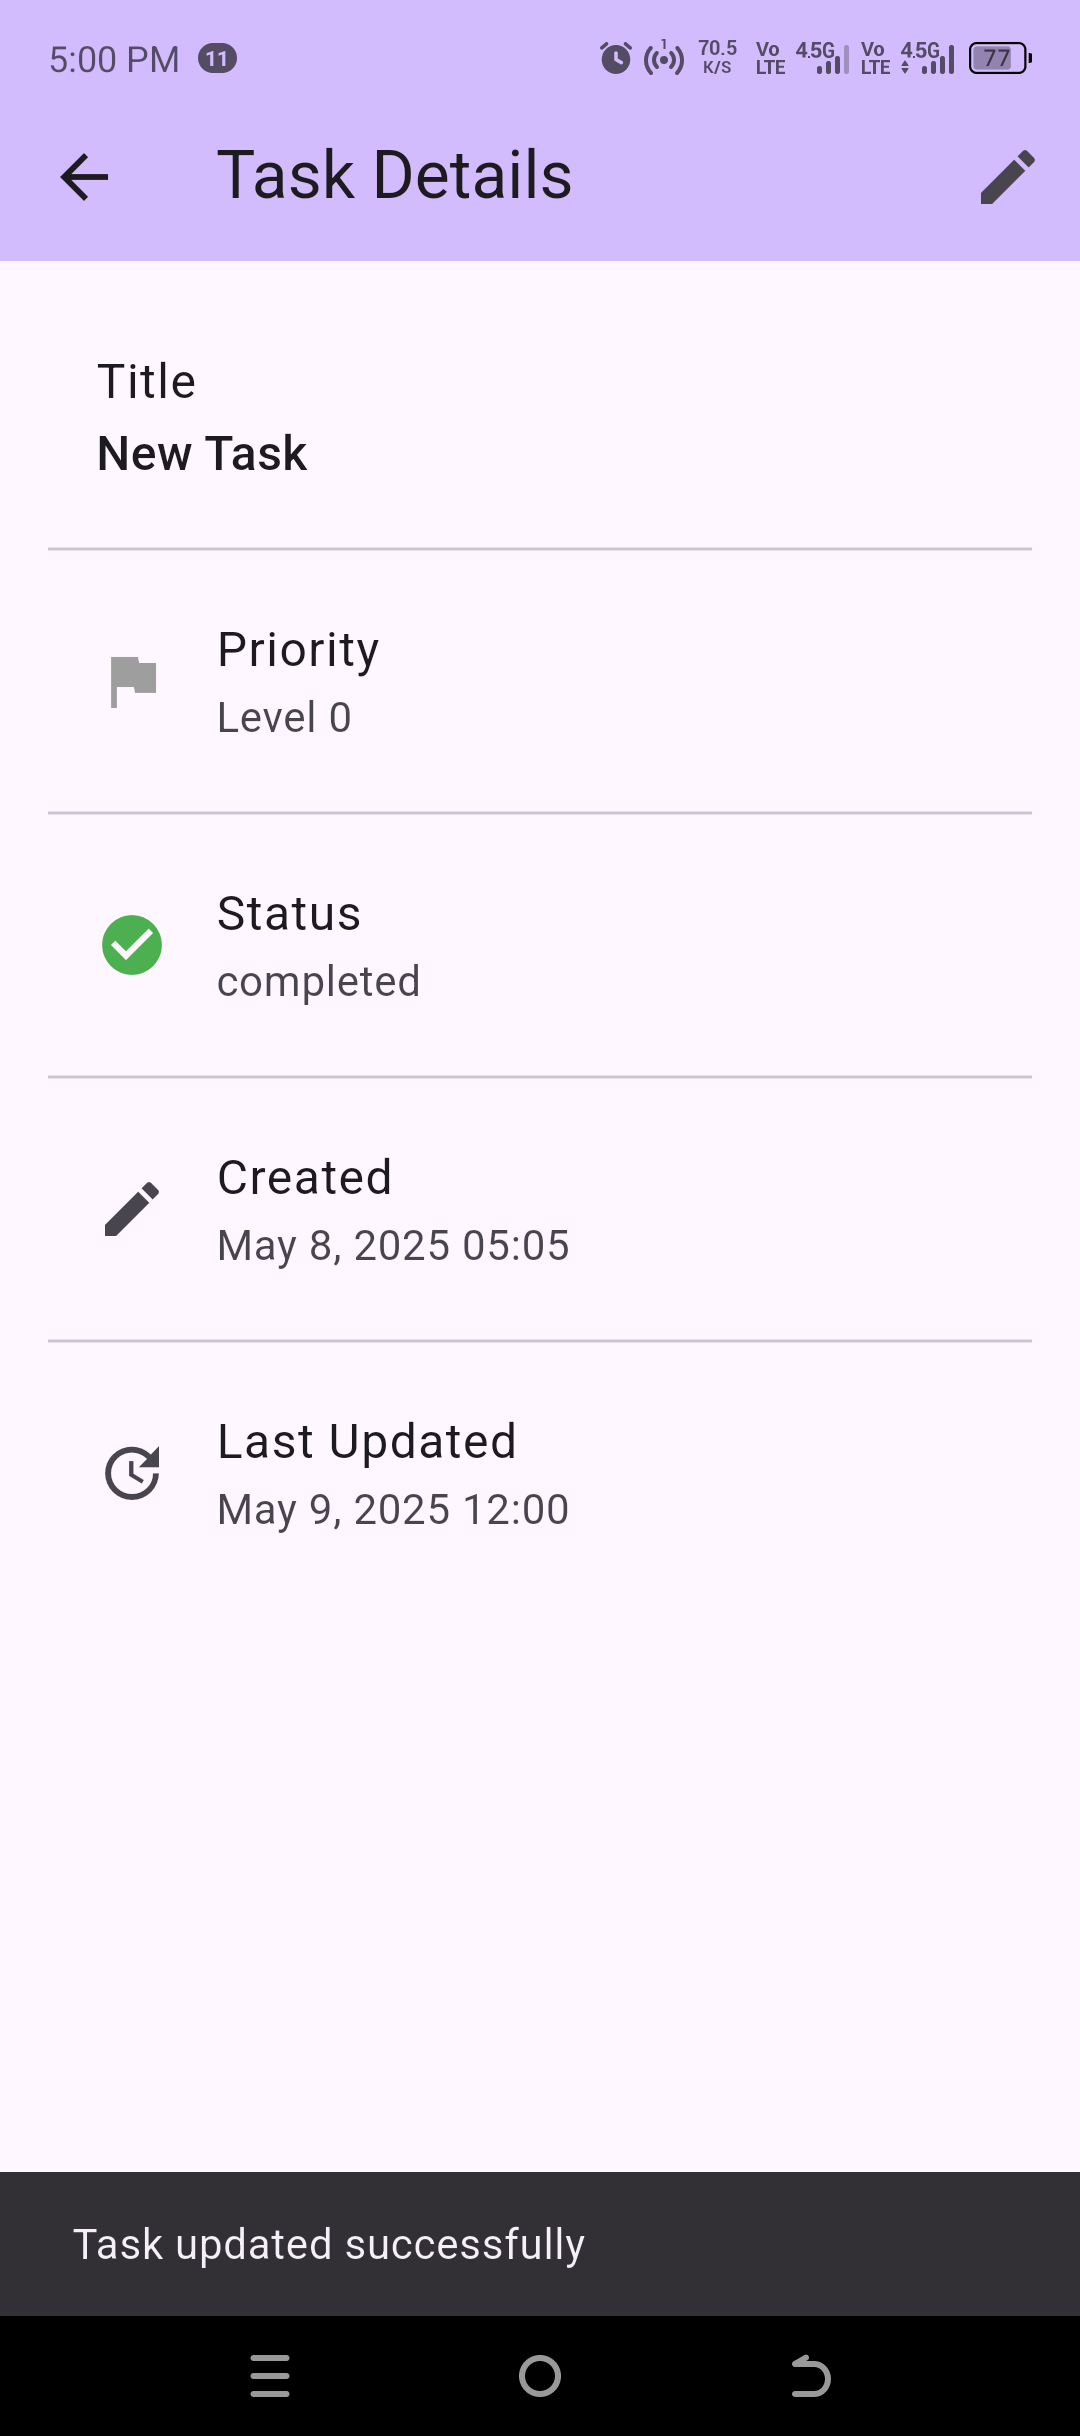 5:00 PM 11 1 70.5 K/S Vo LTE 4.5G Vo LTE 4.5G 77
Task Details
Title
New Task
Priority
Level 0
Status
completed
Created
May 8, 2025 05:05
Last Updated
May 9, 2025 12:00
Task updated successfully